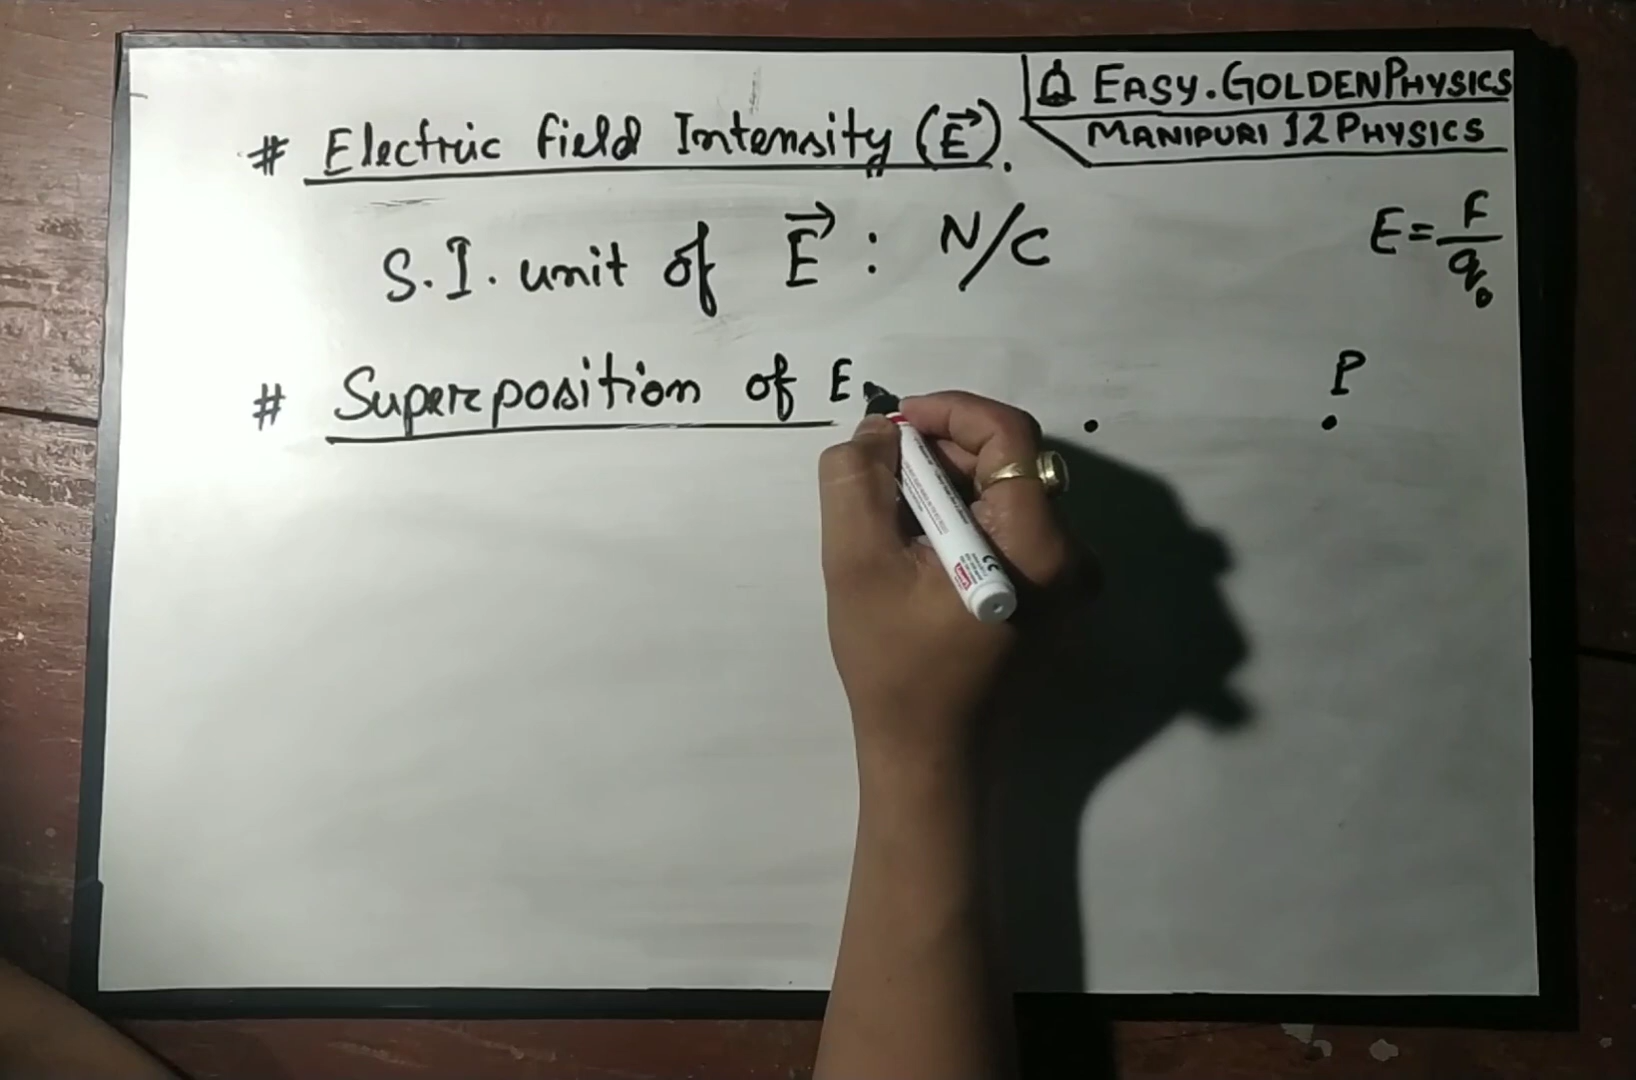 EASY.GOLDENPHYSICS
MANIPURI 12 PHYSICS
# Electric field Intensity (E⃗).
S.I. unit of E⃗ : N/C
E = F/q₀
# Superposition of E
P